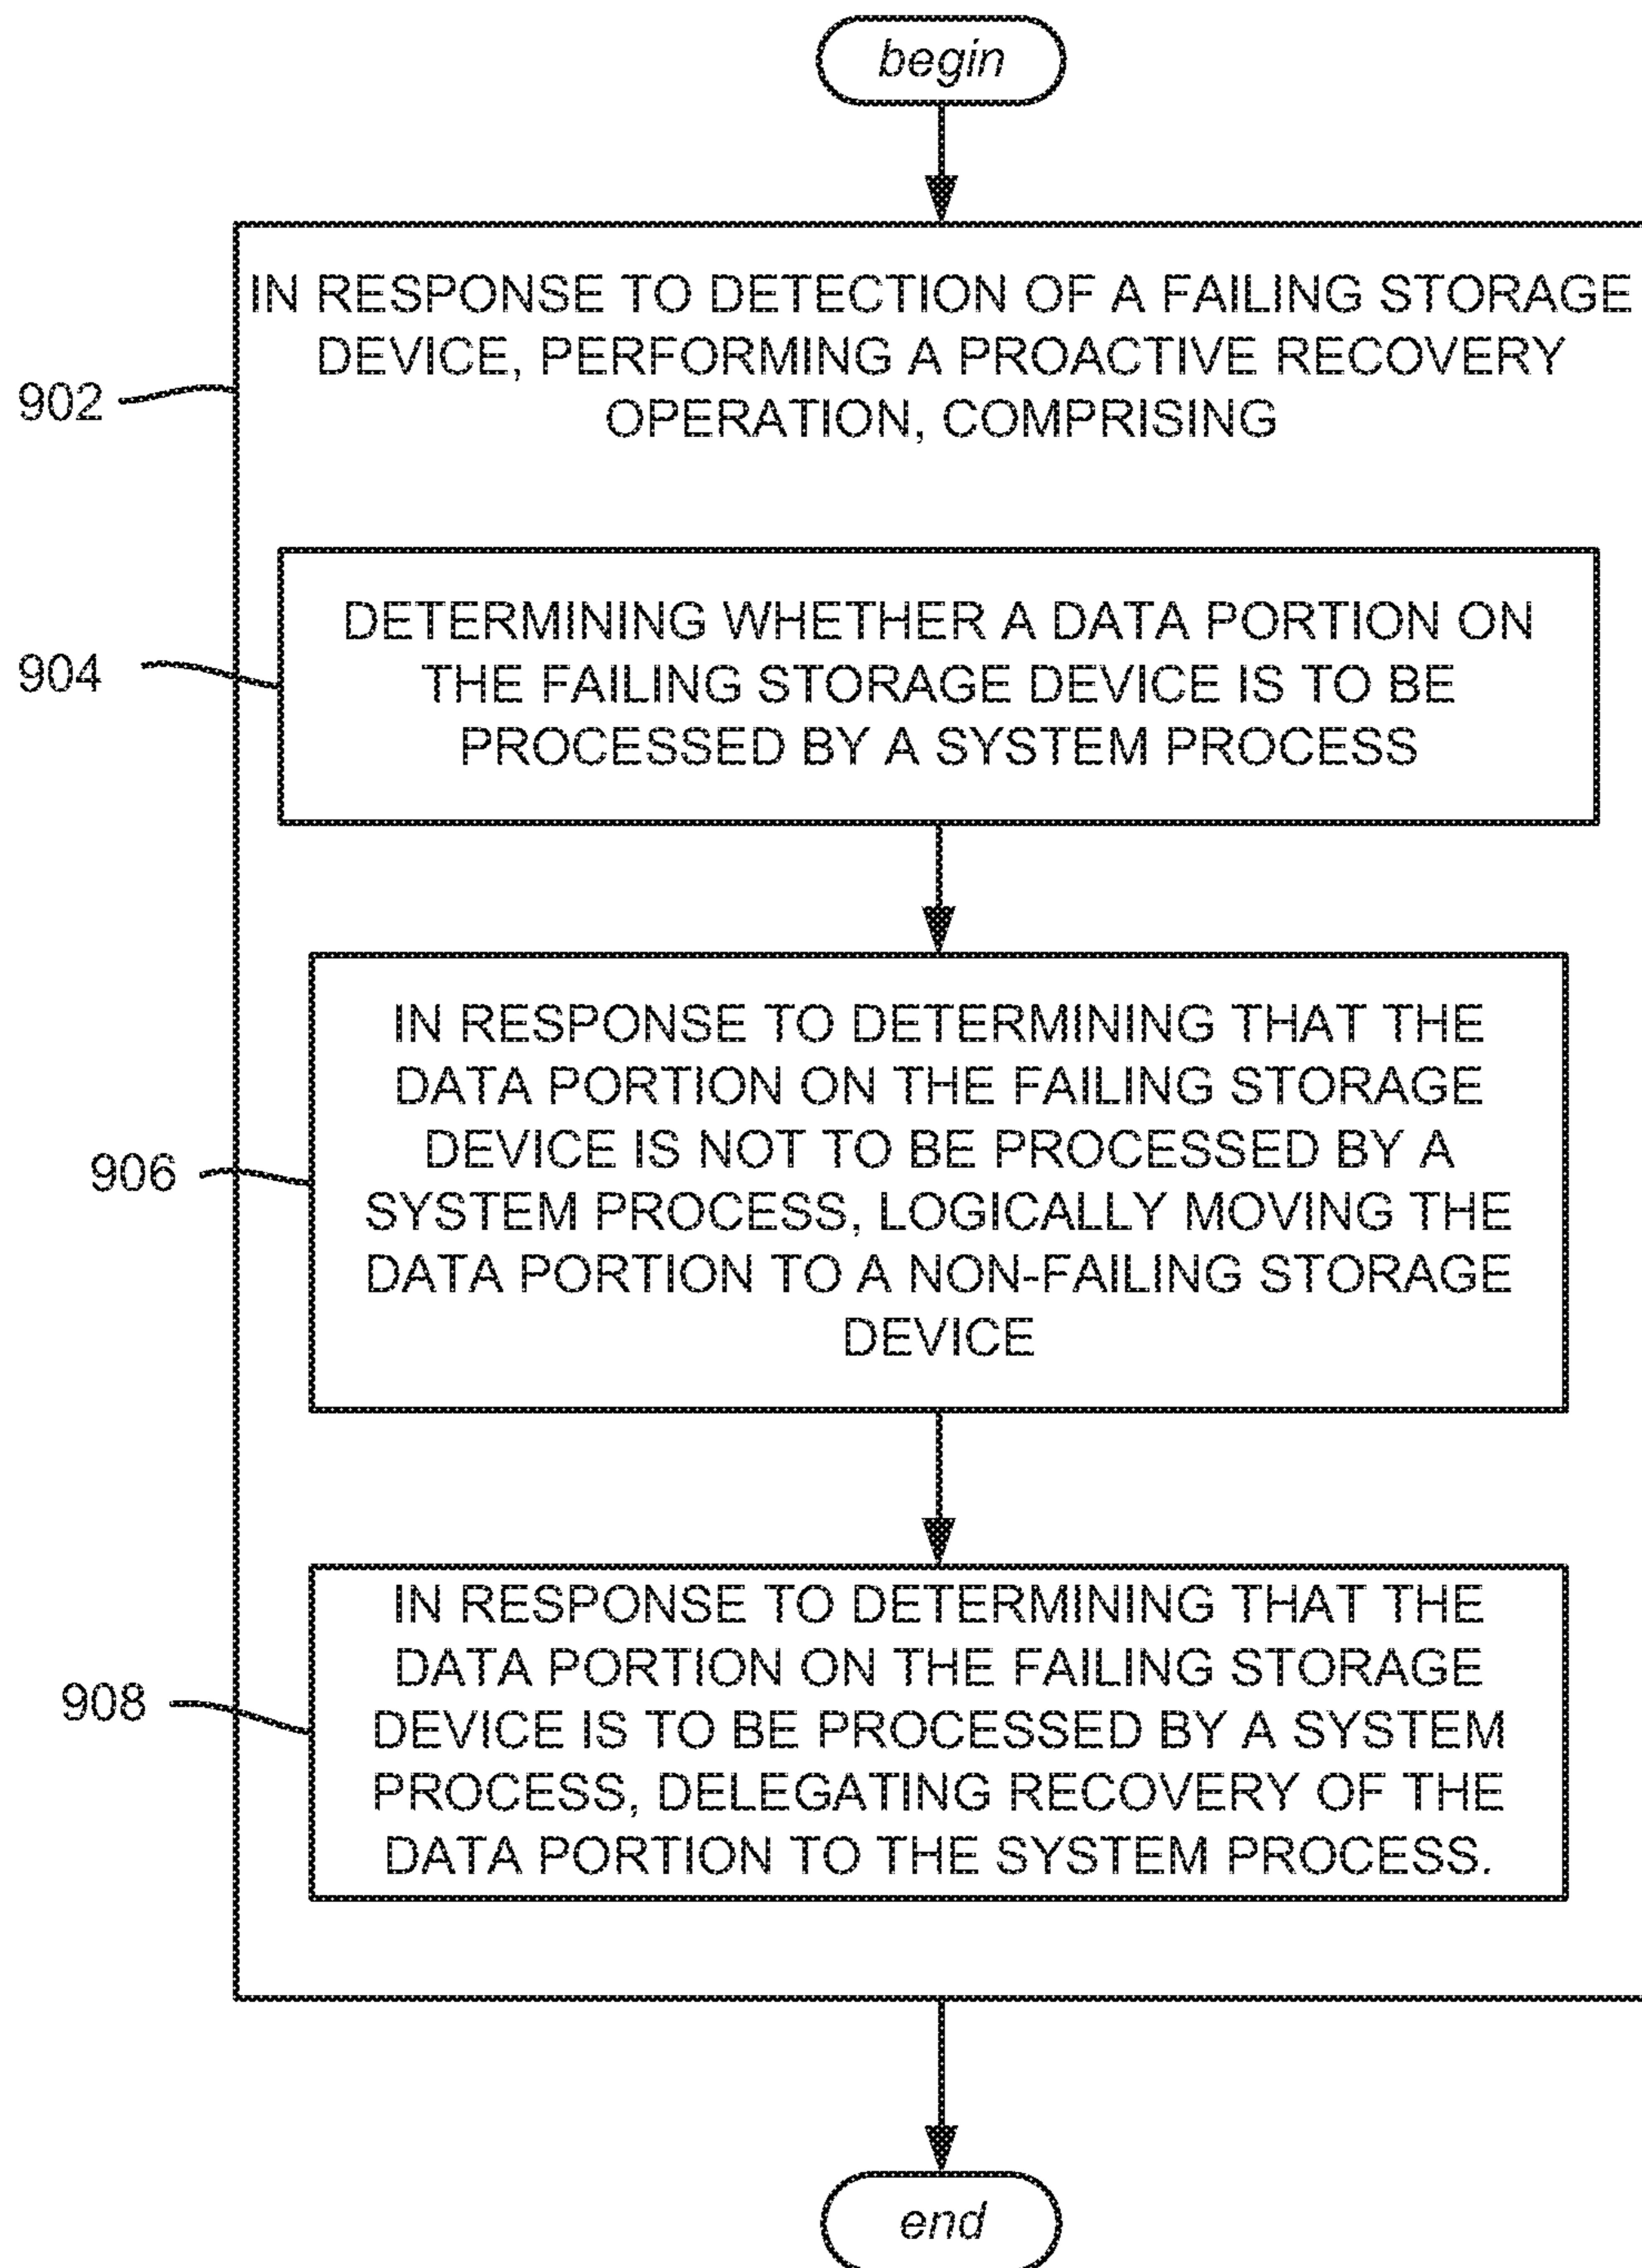 begin
IN RESPONSE TO DETECTION OF A FAILING STORAGE
DEVICE, PERFORMING A PROACTIVE RECOVERY
OPERATION, COMPRISING
902
DETERMINING WHETHER A DATA PORTION ON
THE FAILING STORAGE DEVICE IS TO BE
PROCESSED BY A SYSTEM PROCESS
904
IN RESPONSE TO DETERMINING THAT THE
DATA PORTION ON THE FAILING STORAGE
DEVICE IS NOT TO BE PROCESSED BY A
SYSTEM PROCESS, LOGICALLY MOVING THE
DATA PORTION TO A NON-FAILING STORAGE
DEVICE
906
IN RESPONSE TO DETERMINING THAT THE
DATA PORTION ON THE FAILING STORAGE
DEVICE IS TO BE PROCESSED BY A SYSTEM
PROCESS, DELEGATING RECOVERY OF THE
DATA PORTION TO THE SYSTEM PROCESS.
908
end